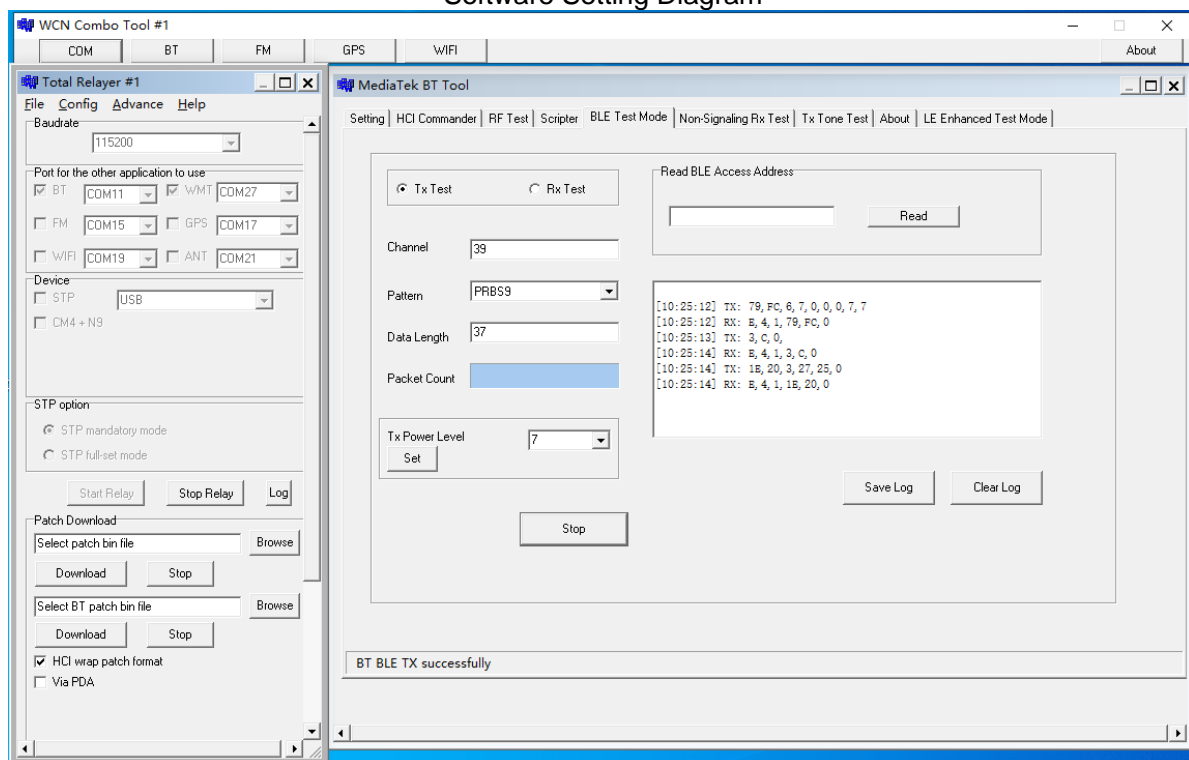 Software Setting Diagram
WCN Combo Tool #1
COM BT FM GPS WIFI About
Total Relayer #1
File Config Advance Help
Baudrate
115200
Port for the other application to use
BT COM11 WMT COM27
FM COM15 GPS COM17
WIFI COM19 ANT COM21
Device
STP USB
CM4 + N9
STP option
STP mandatory mode
STP full-set mode
Start Relay Stop Relay Log
Patch Download
Select patch bin file Browse
Download Stop
Select BT patch bin file Browse
Download Stop
HCI wrap patch format
Via PDA
MediaTek BT Tool
Setting HCI Commander RF Test Scripter BLE Test Mode Non-Signaling Rx Test Tx Tone Test About LE Enhanced Test Mode
Tx Test Rx Test
Channel 39
Pattern PRBS9
Data Length 37
Packet Count
Tx Power Level 7
Set
Stop
Read BLE Access Address
Read
[10:25:12] TX: 79, FC, 6, 7, 0, 0, 0, 7, 7
[10:25:12] RX: E, 4, 1, 79, FC, 0
[10:25:13] TX: 3, C, 0,
[10:25:14] RX: E, 4, 1, 3, C, 0
[10:25:14] TX: 1E, 20, 3, 27, 25, 0
[10:25:14] RX: E, 4, 1, 1E, 20, 0
Save Log Clear Log
BT BLE TX successfully